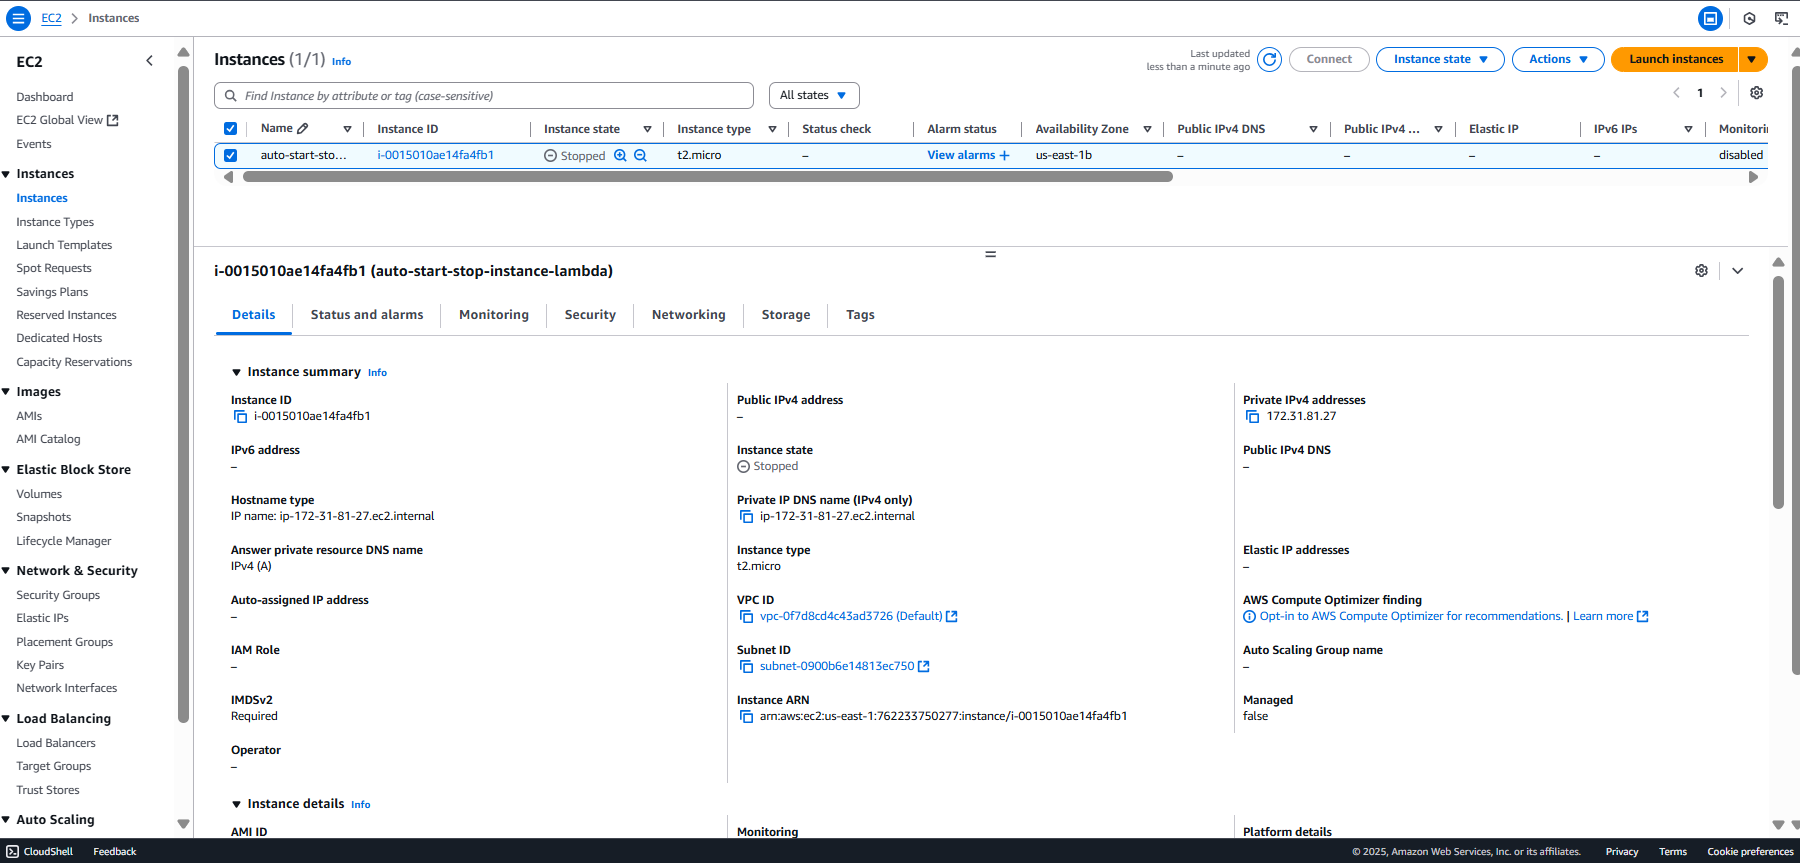 EC2 > Instances
EC2
Dashboard
EC2 Global View
Events
Instances
Instances
Instance Types
Launch Templates
Spot Requests
Savings Plans
Reserved Instances
Dedicated Hosts
Capacity Reservations
Images
AMIs
AMI Catalog
Elastic Block Store
Volumes
Snapshots
Lifecycle Manager
Network & Security
Security Groups
Elastic IPs
Placement Groups
Key Pairs
Network Interfaces
Load Balancing
Load Balancers
Target Groups
Trust Stores
Auto Scaling
Instances (1/1) Info
Last updated
less than a minute ago
Connect Instance state Actions Launch instances
Find Instance by attribute or tag (case-sensitive) All states 1
Name Instance ID Instance state Instance type Status check Alarm status Availability Zone Public IPv4 DNS Public IPv4 ... Elastic IP IPv6 IPs Monitori
auto-start-sto... i-0015010ae14fa4fb1 Stopped t2.micro – View alarms + us-east-1b – – – – disabled
i-0015010ae14fa4fb1 (auto-start-stop-instance-lambda)
Details Status and alarms Monitoring Security Networking Storage Tags
Instance summary Info
Instance ID Public IPv4 address Private IPv4 addresses
i-0015010ae14fa4fb1 – 172.31.81.27
IPv6 address Instance state Public IPv4 DNS
– Stopped –
Hostname type Private IP DNS name (IPv4 only)
IP name: ip-172-31-81-27.ec2.internal ip-172-31-81-27.ec2.internal
Answer private resource DNS name Instance type Elastic IP addresses
IPv4 (A) t2.micro –
Auto-assigned IP address VPC ID AWS Compute Optimizer finding
– vpc-0f7d8cd4c43ad3726 (Default) Opt-in to AWS Compute Optimizer for recommendations. | Learn more
IAM Role Subnet ID Auto Scaling Group name
– subnet-0900b6e14813ec750 –
IMDSv2 Instance ARN Managed
Required arn:aws:ec2:us-east-1:762233750277:instance/i-0015010ae14fa4fb1 false
Operator
–
Instance details Info
AMI ID Monitoring Platform details
CloudShell Feedback © 2025, Amazon Web Services, Inc. or its affiliates. Privacy Terms Cookie preferences